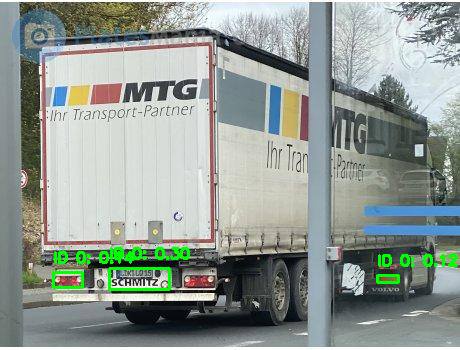 MTG
Ihr Transport-Partner
MTG
Ihr Transport-Partner
ID 0: 0.30
ID 0: 0.12
SCHMITZ
VOLVO